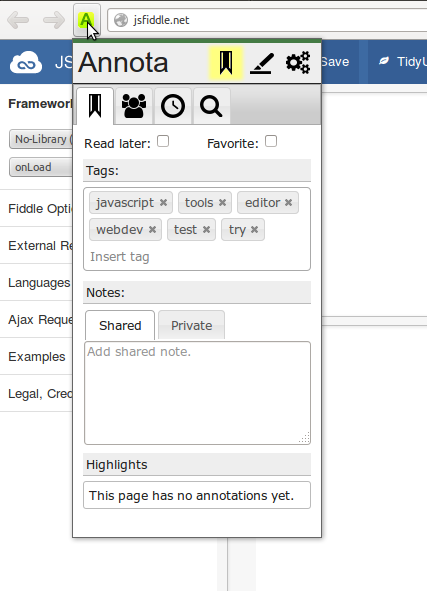 A
jsfiddle.net
JS
Save
TidyU
Annota
Framework
No-Library (
onLoad
Read later:
Favorite:
Tags:
javascript ×
tools ×
editor ×
webdev ×
test ×
try ×
Insert tag
Fiddle Opti
External Re
Languages
Ajax Reque
Examples
Legal, Cred
Notes:
Shared
Private
Add shared note.
Highlights
This page has no annotations yet.